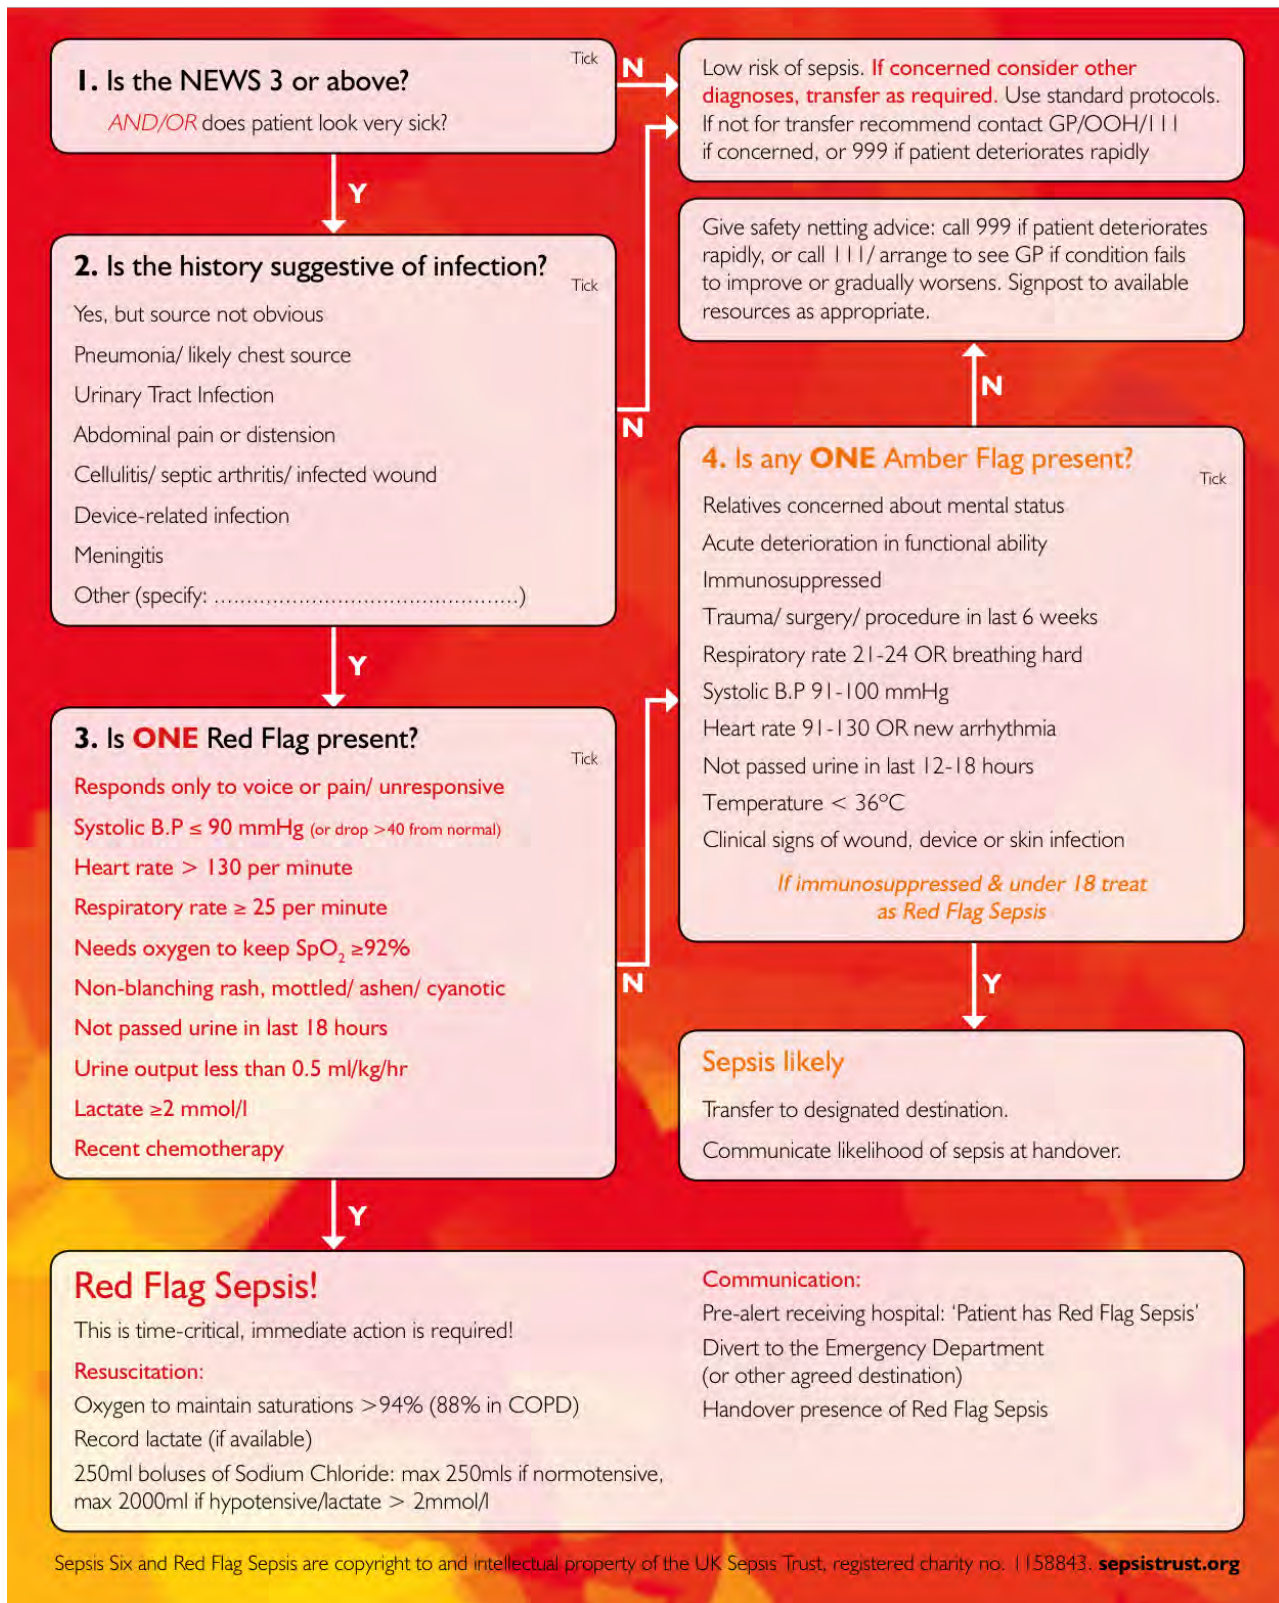 Tick
1. Is the NEWS 3 or above?
AND/OR does patient look very sick?
N
Low risk of sepsis. If concerned consider other
diagnoses, transfer as required. Use standard protocols.
If not for transfer recommend contact GP/OOH/111
if concerned, or 999 if patient deteriorates rapidly
Y
2. Is the history suggestive of infection?
Tick
Yes, but source not obvious
Pneumonia/ likely chest source
Urinary Tract Infection
Abdominal pain or distension
Cellulitis/ septic arthritis/ infected wound
Device-related infection
Meningitis
Other (specify: ...............................................)
N
Give safety netting advice: call 999 if patient deteriorates
rapidly, or call 111/ arrange to see GP if condition fails
to improve or gradually worsens. Signpost to available
resources as appropriate.
N
Y
3. Is ONE Red Flag present?
Tick
Responds only to voice or pain/ unresponsive
Systolic B.P ≤ 90 mmHg (or drop >40 from normal)
Heart rate > 130 per minute
Respiratory rate ≥ 25 per minute
Needs oxygen to keep SpO₂ ≥92%
Non-blanching rash, mottled/ ashen/ cyanotic
Not passed urine in last 18 hours
Urine output less than 0.5 ml/kg/hr
Lactate ≥2 mmol/l
Recent chemotherapy
N
4. Is any ONE Amber Flag present?
Tick
Relatives concerned about mental status
Acute deterioration in functional ability
Immunosuppressed
Trauma/ surgery/ procedure in last 6 weeks
Respiratory rate 21-24 OR breathing hard
Systolic B.P 91-100 mmHg
Heart rate 91-130 OR new arrhythmia
Not passed urine in last 12-18 hours
Temperature < 36ºC
Clinical signs of wound, device or skin infection
If immunosuppressed & under 18 treat
as Red Flag Sepsis
Y
Sepsis likely
Transfer to designated destination.
Communicate likelihood of sepsis at handover.
Y
Red Flag Sepsis!
This is time-critical, immediate action is required!
Resuscitation:
Oxygen to maintain saturations >94% (88% in COPD)
Record lactate (if available)
250ml boluses of Sodium Chloride: max 250mls if normotensive,
max 2000ml if hypotensive/lactate > 2mmol/l
Communication:
Pre-alert receiving hospital: ‘Patient has Red Flag Sepsis’
Divert to the Emergency Department
(or other agreed destination)
Handover presence of Red Flag Sepsis
Sepsis Six and Red Flag Sepsis are copyright to and intellectual property of the UK Sepsis Trust, registered charity no. 1158843. sepsistrust.org